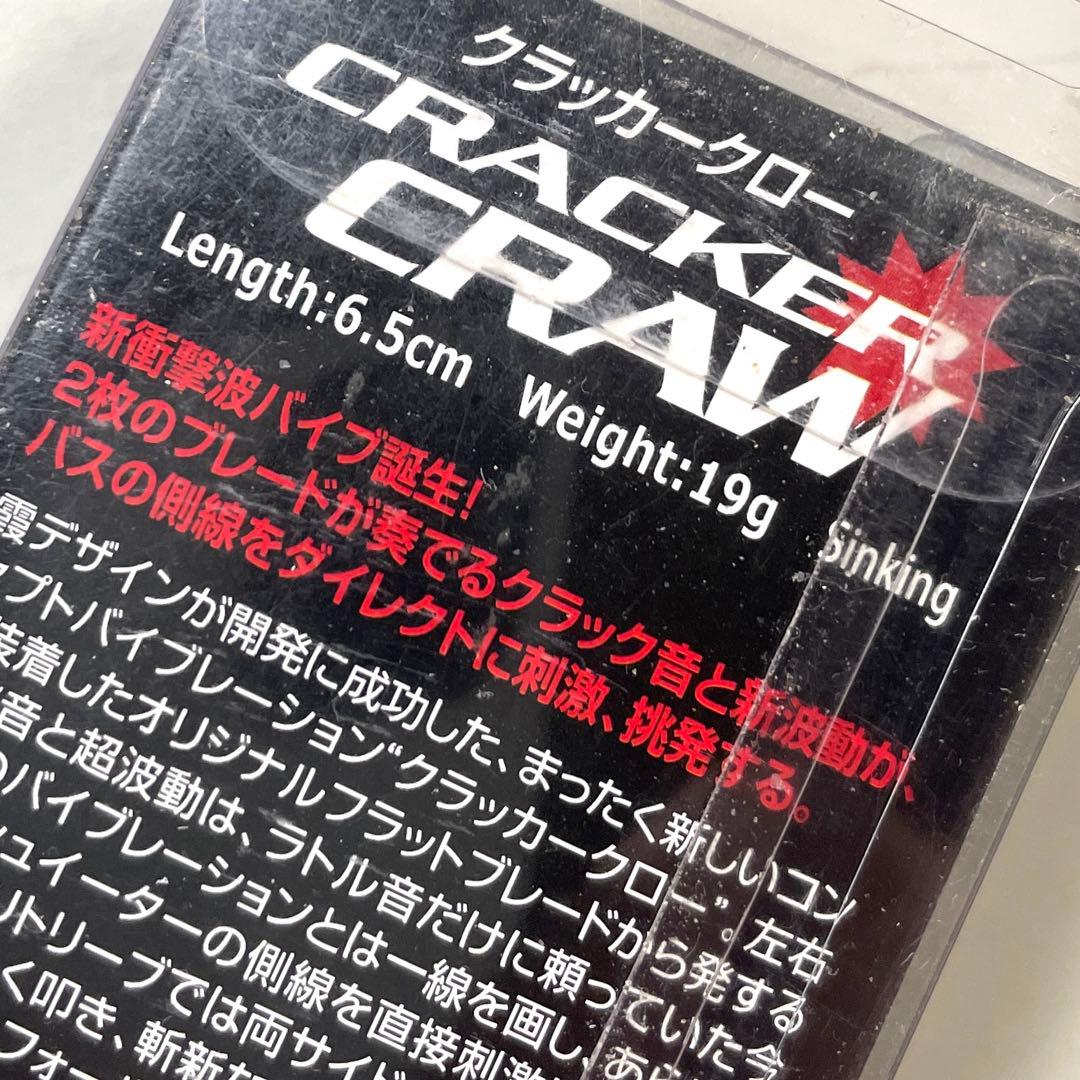 クラッカークロー
CRACKER
CRAW
Length:6.5cm Weight:19g Sinking
新衝撃波バイブ誕生!
2枚のブレードが奏でるクラック音と新波動が、
バスの側線をダイレクトに刺激、挑発する。
霞デザインが開発に成功した、まったく新しいコン
プトバイブレーション“クラッカークロー”。左右
装着したオリジナルフラットブレードから発する
音と超波動は、ラトル音だけに頼っていた今
バイブレーションとは一線を画し、あら
ュイーターの側線を直接刺激
リトリーブでは両サイド
く叩き、斬新な
フォー